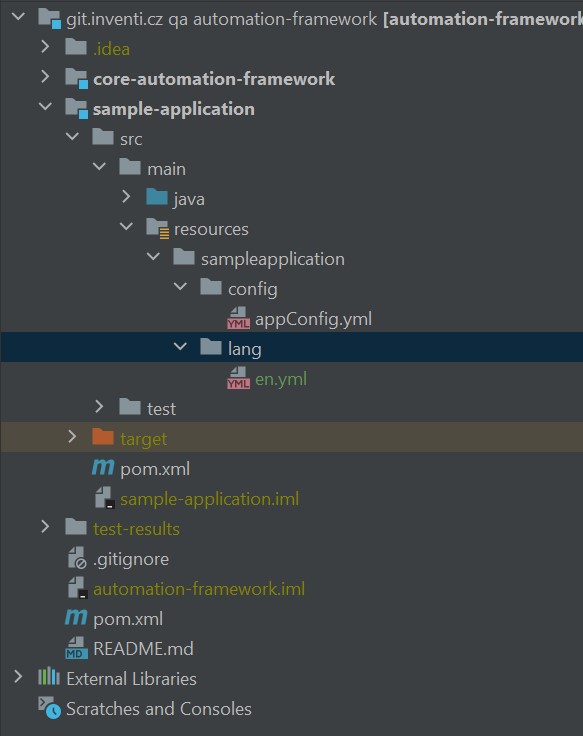 git.inventi.cz qa automation-framework [automation-framework
.idea
core-automation-framework
sample-application
src
main
java
resources
sampleapplication
config
YML appConfig.yml
lang
YML en.yml
test
target
m pom.xml
sample-application.iml
test-results
.gitignore
automation-framework.iml
m pom.xml
MD README.md
External Libraries
Scratches and Consoles